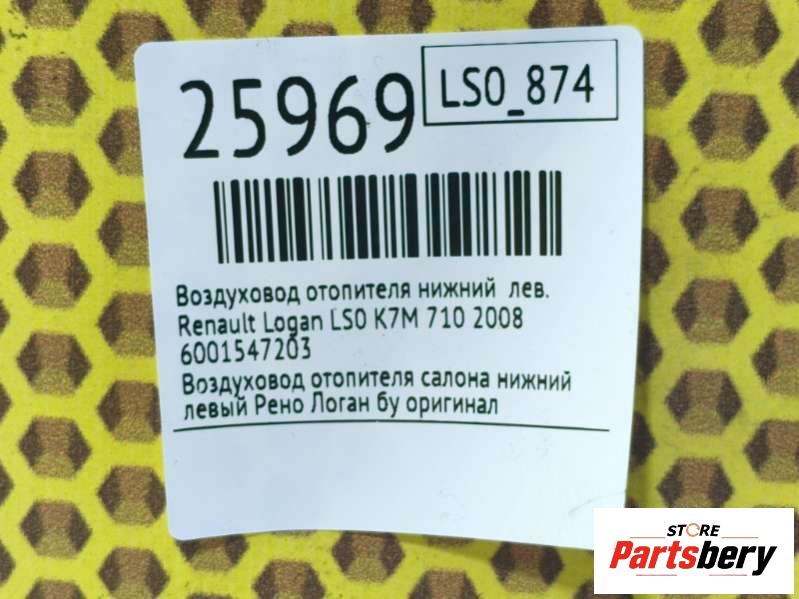 25969
LS0_874
Воздуховод отопителя нижний лев.
Renault Logan LS0 K7M 710 2008
6001547203
Воздуховод отопителя салона нижний
левый Рено Логан бу оригинал
STORE
Partsbery